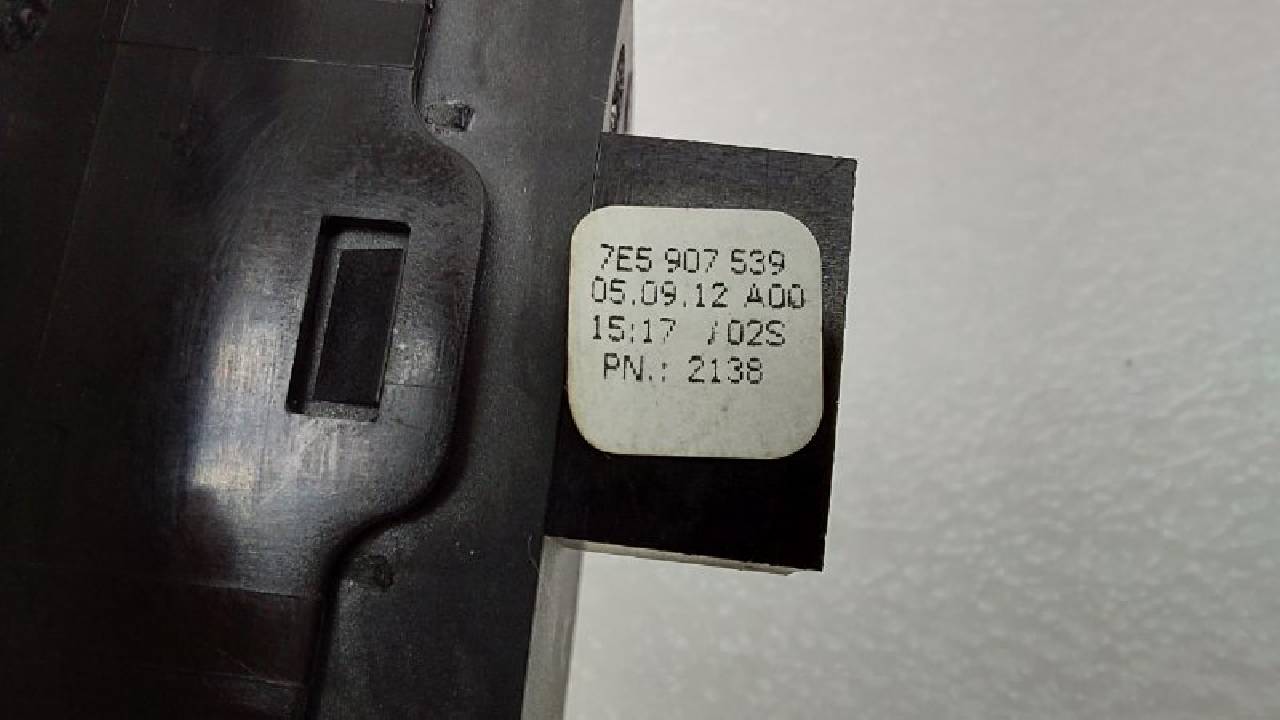 7E5 907 539
05.09.12 A00
15:17 /02S
PN.: 2138